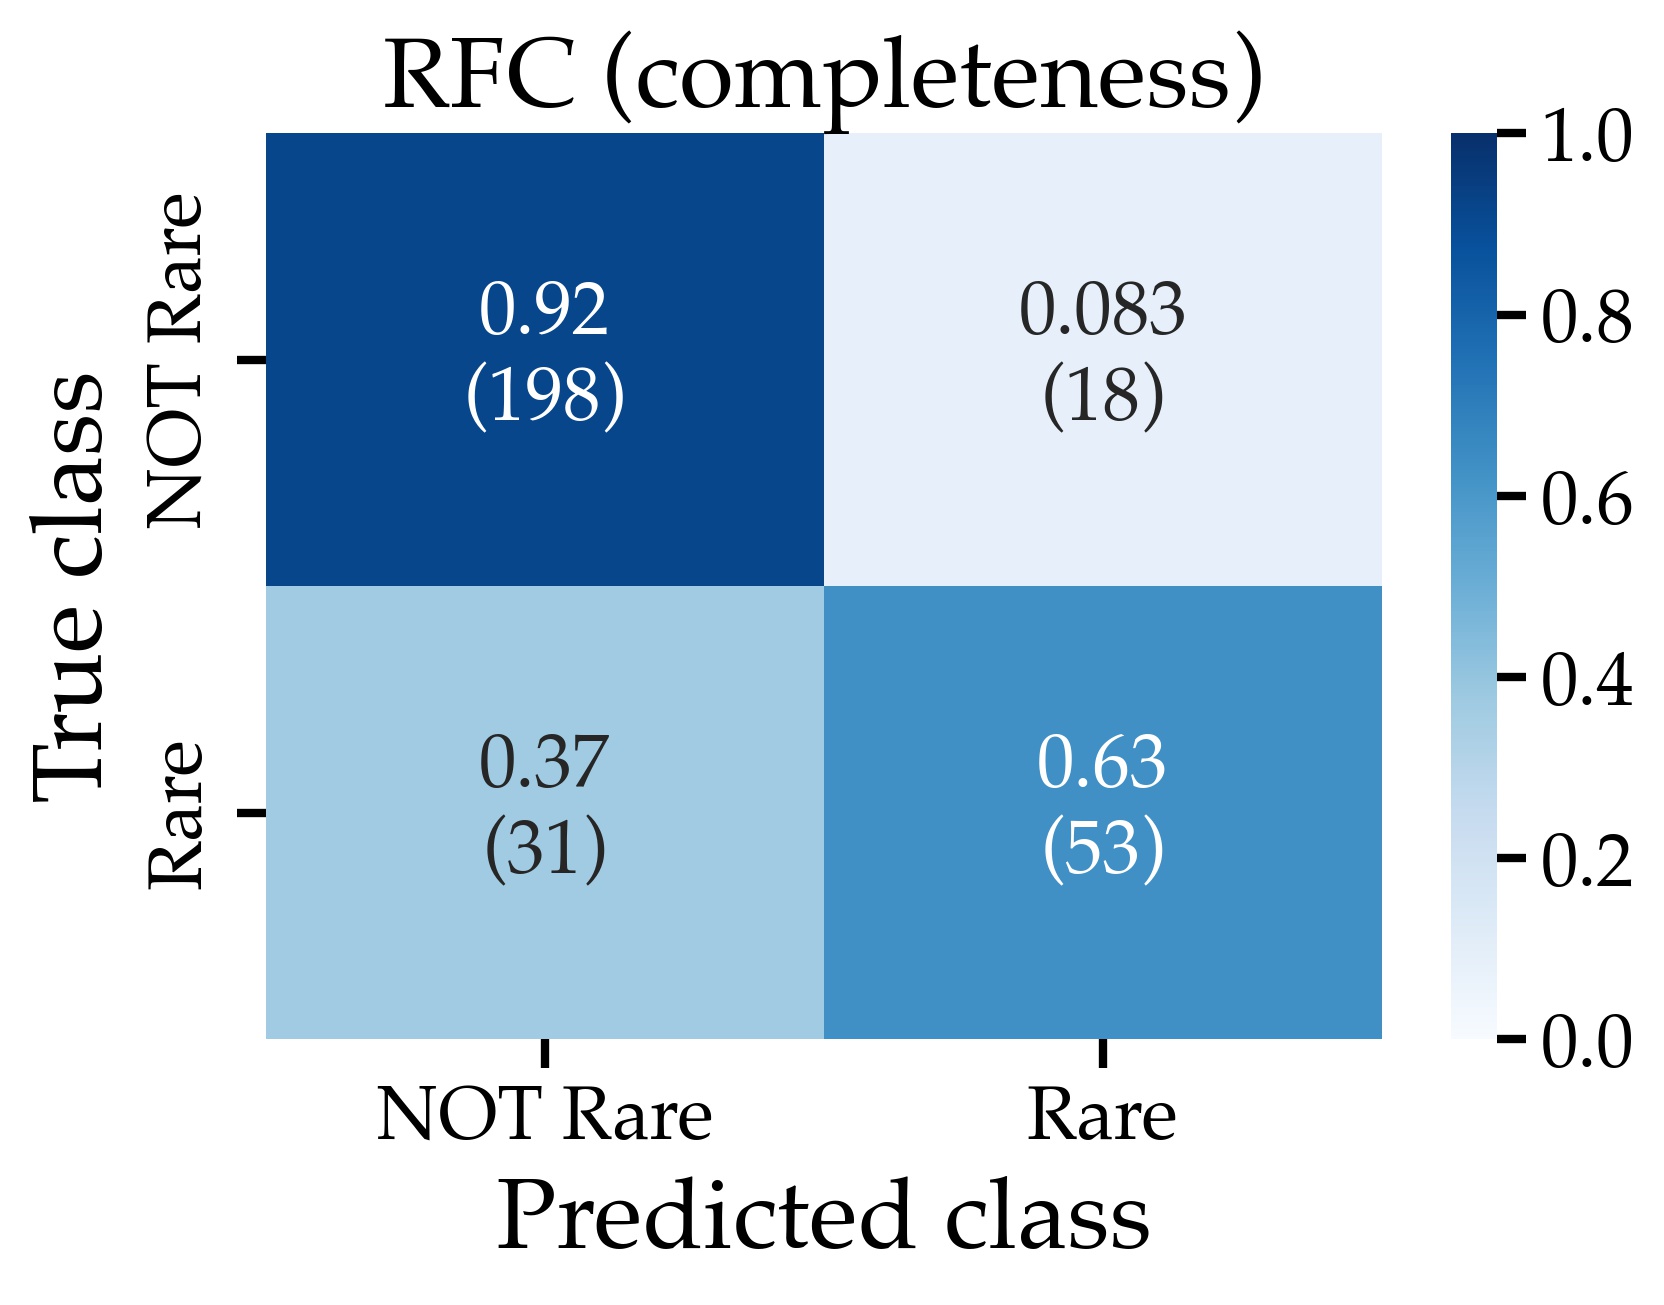 RFC (completeness)
True class
NOT Rare
Rare
0.92
(198)
0.083
(18)
0.37
(31)
0.63
(53)
NOT Rare
Rare
Predicted class
1.0
0.8
0.6
0.4
0.2
0.0